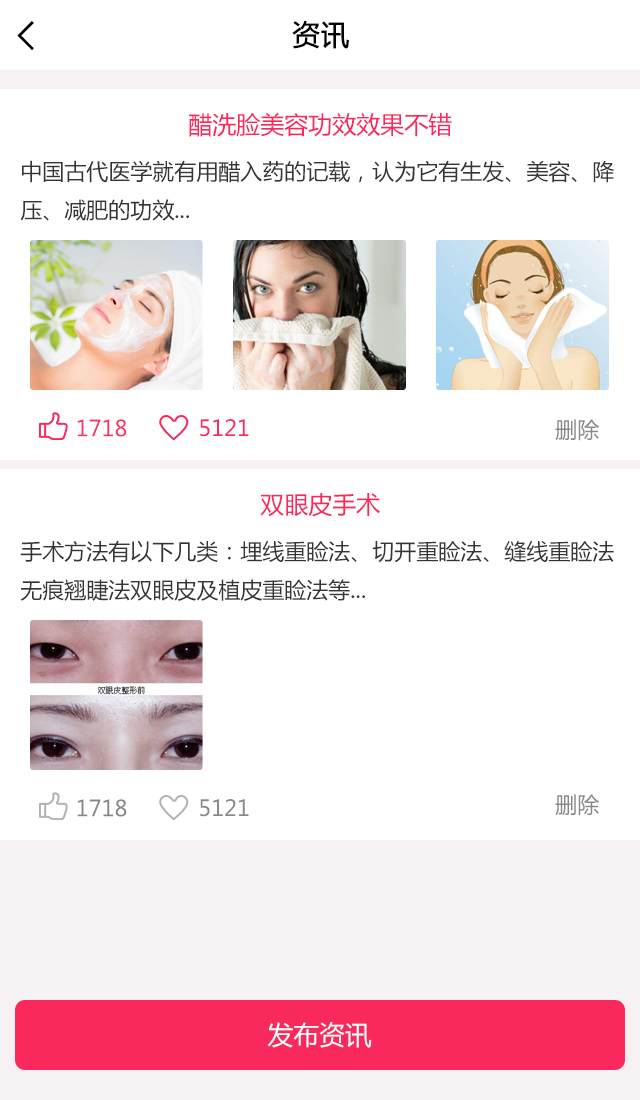 资讯
醋洗脸美容功效效果不错
中国古代医学就有用醋入药的记载，认为它有生发、美容、降
压、减肥的功效...
1718 5121 删除
双眼皮手术
手术方法有以下几类：埋线重睑法、切开重睑法、缝线重睑法
无痕翘睫法双眼皮及植皮重睑法等...
双眼皮整形前
1718 5121 删除
发布资讯